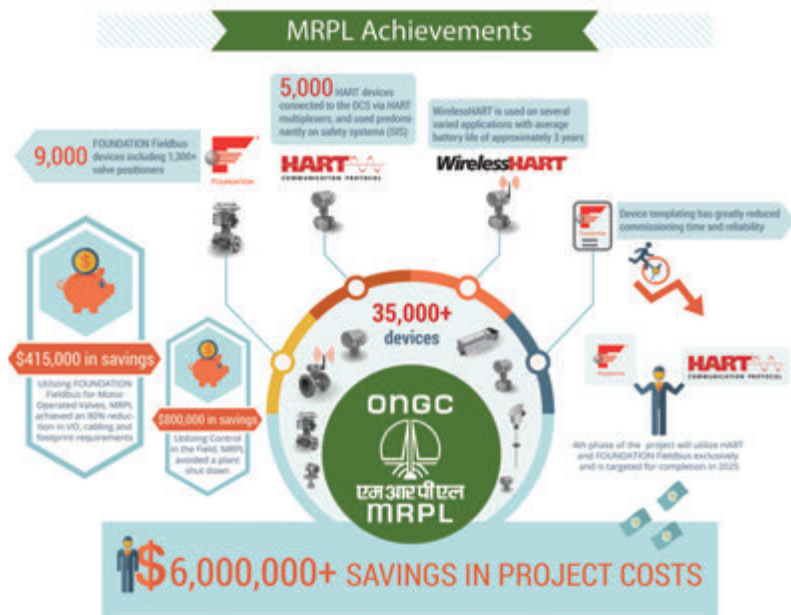 MRPL Achievements
5,000 HART devices
connected to the DCS via HART
multiplexers, and used predomi-
nantly on safety systems (SIS)
WirelessHART is used on several
varied applications with average
battery life of approximately 3 years
9,000 FOUNDATION Fieldbus
devices including 1,300+
valve positioners
FOUNDATION
HART
COMMUNICATION PROTOCOL
WirelessHART
Device templating has greatly reduced
commissioning time and reliability
FOUNDATION
35,000+
devices
$415,000 in savings
Utilizing FOUNDATION
Fieldbus for Motor
Operated Valves, MRPL
achieved an 80% reduc-
tion in I/O, cabling and
footprint requirements
$800,000 in savings
Utilizing Control
in the Field, MRPL
avoided a plant
shut down
ONGC
एम आर पी एल
MRPL
FOUNDATION
HART
COMMUNICATION PROTOCOL
4th phase of the project will utilize HART
and FOUNDATION Fieldbus exclusively
and is targeted for completion in 2025
$6,000,000+ SAVINGS IN PROJECT COSTS